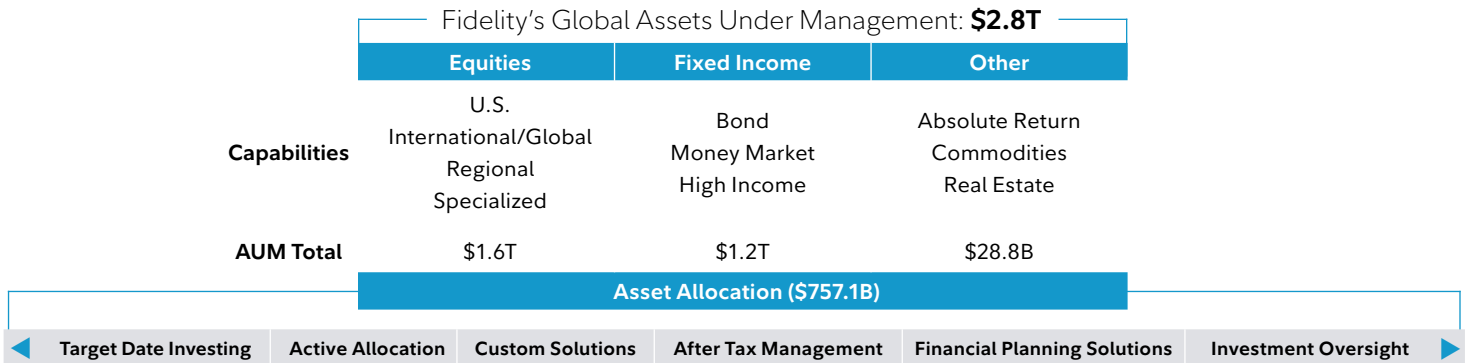 Fidelity’s Global Assets Under Management: $2.8T
Equities Fixed Income Other
Capabilities
U.S.
International/Global
Regional
Specialized
Bond
Money Market
High Income
Absolute Return
Commodities
Real Estate
AUM Total $1.6T $1.2T $28.8B
Asset Allocation ($757.1B)
Target Date Investing Active Allocation Custom Solutions After Tax Management Financial Planning Solutions Investment Oversight